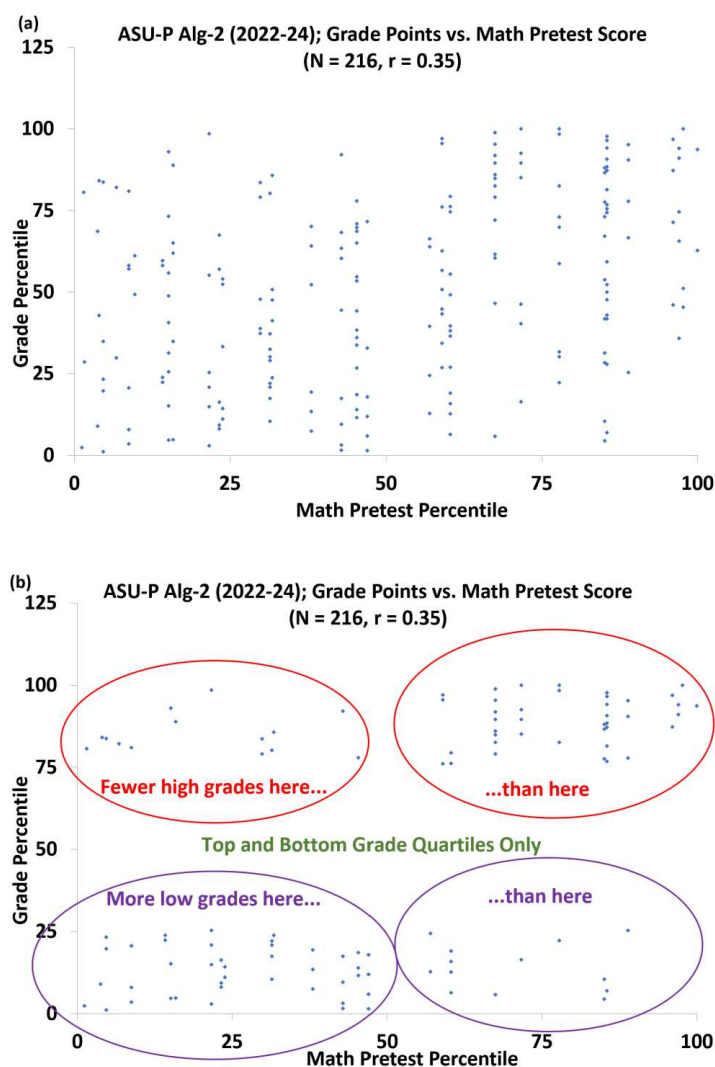 (a)
ASU-P Alg-2 (2022-24); Grade Points vs. Math Pretest Score
(N = 216, r = 0.35)
125
100
75
50
25
0
Grade Percentile
0 25 50 75 100
Math Pretest Percentile
(b)
ASU-P Alg-2 (2022-24); Grade Points vs. Math Pretest Score
(N = 216, r = 0.35)
125
100
75
50
25
0
Grade Percentile
Fewer high grades here... ...than here
Top and Bottom Grade Quartiles Only
More low grades here... ...than here
0 25 50 75 100
Math Pretest Percentile